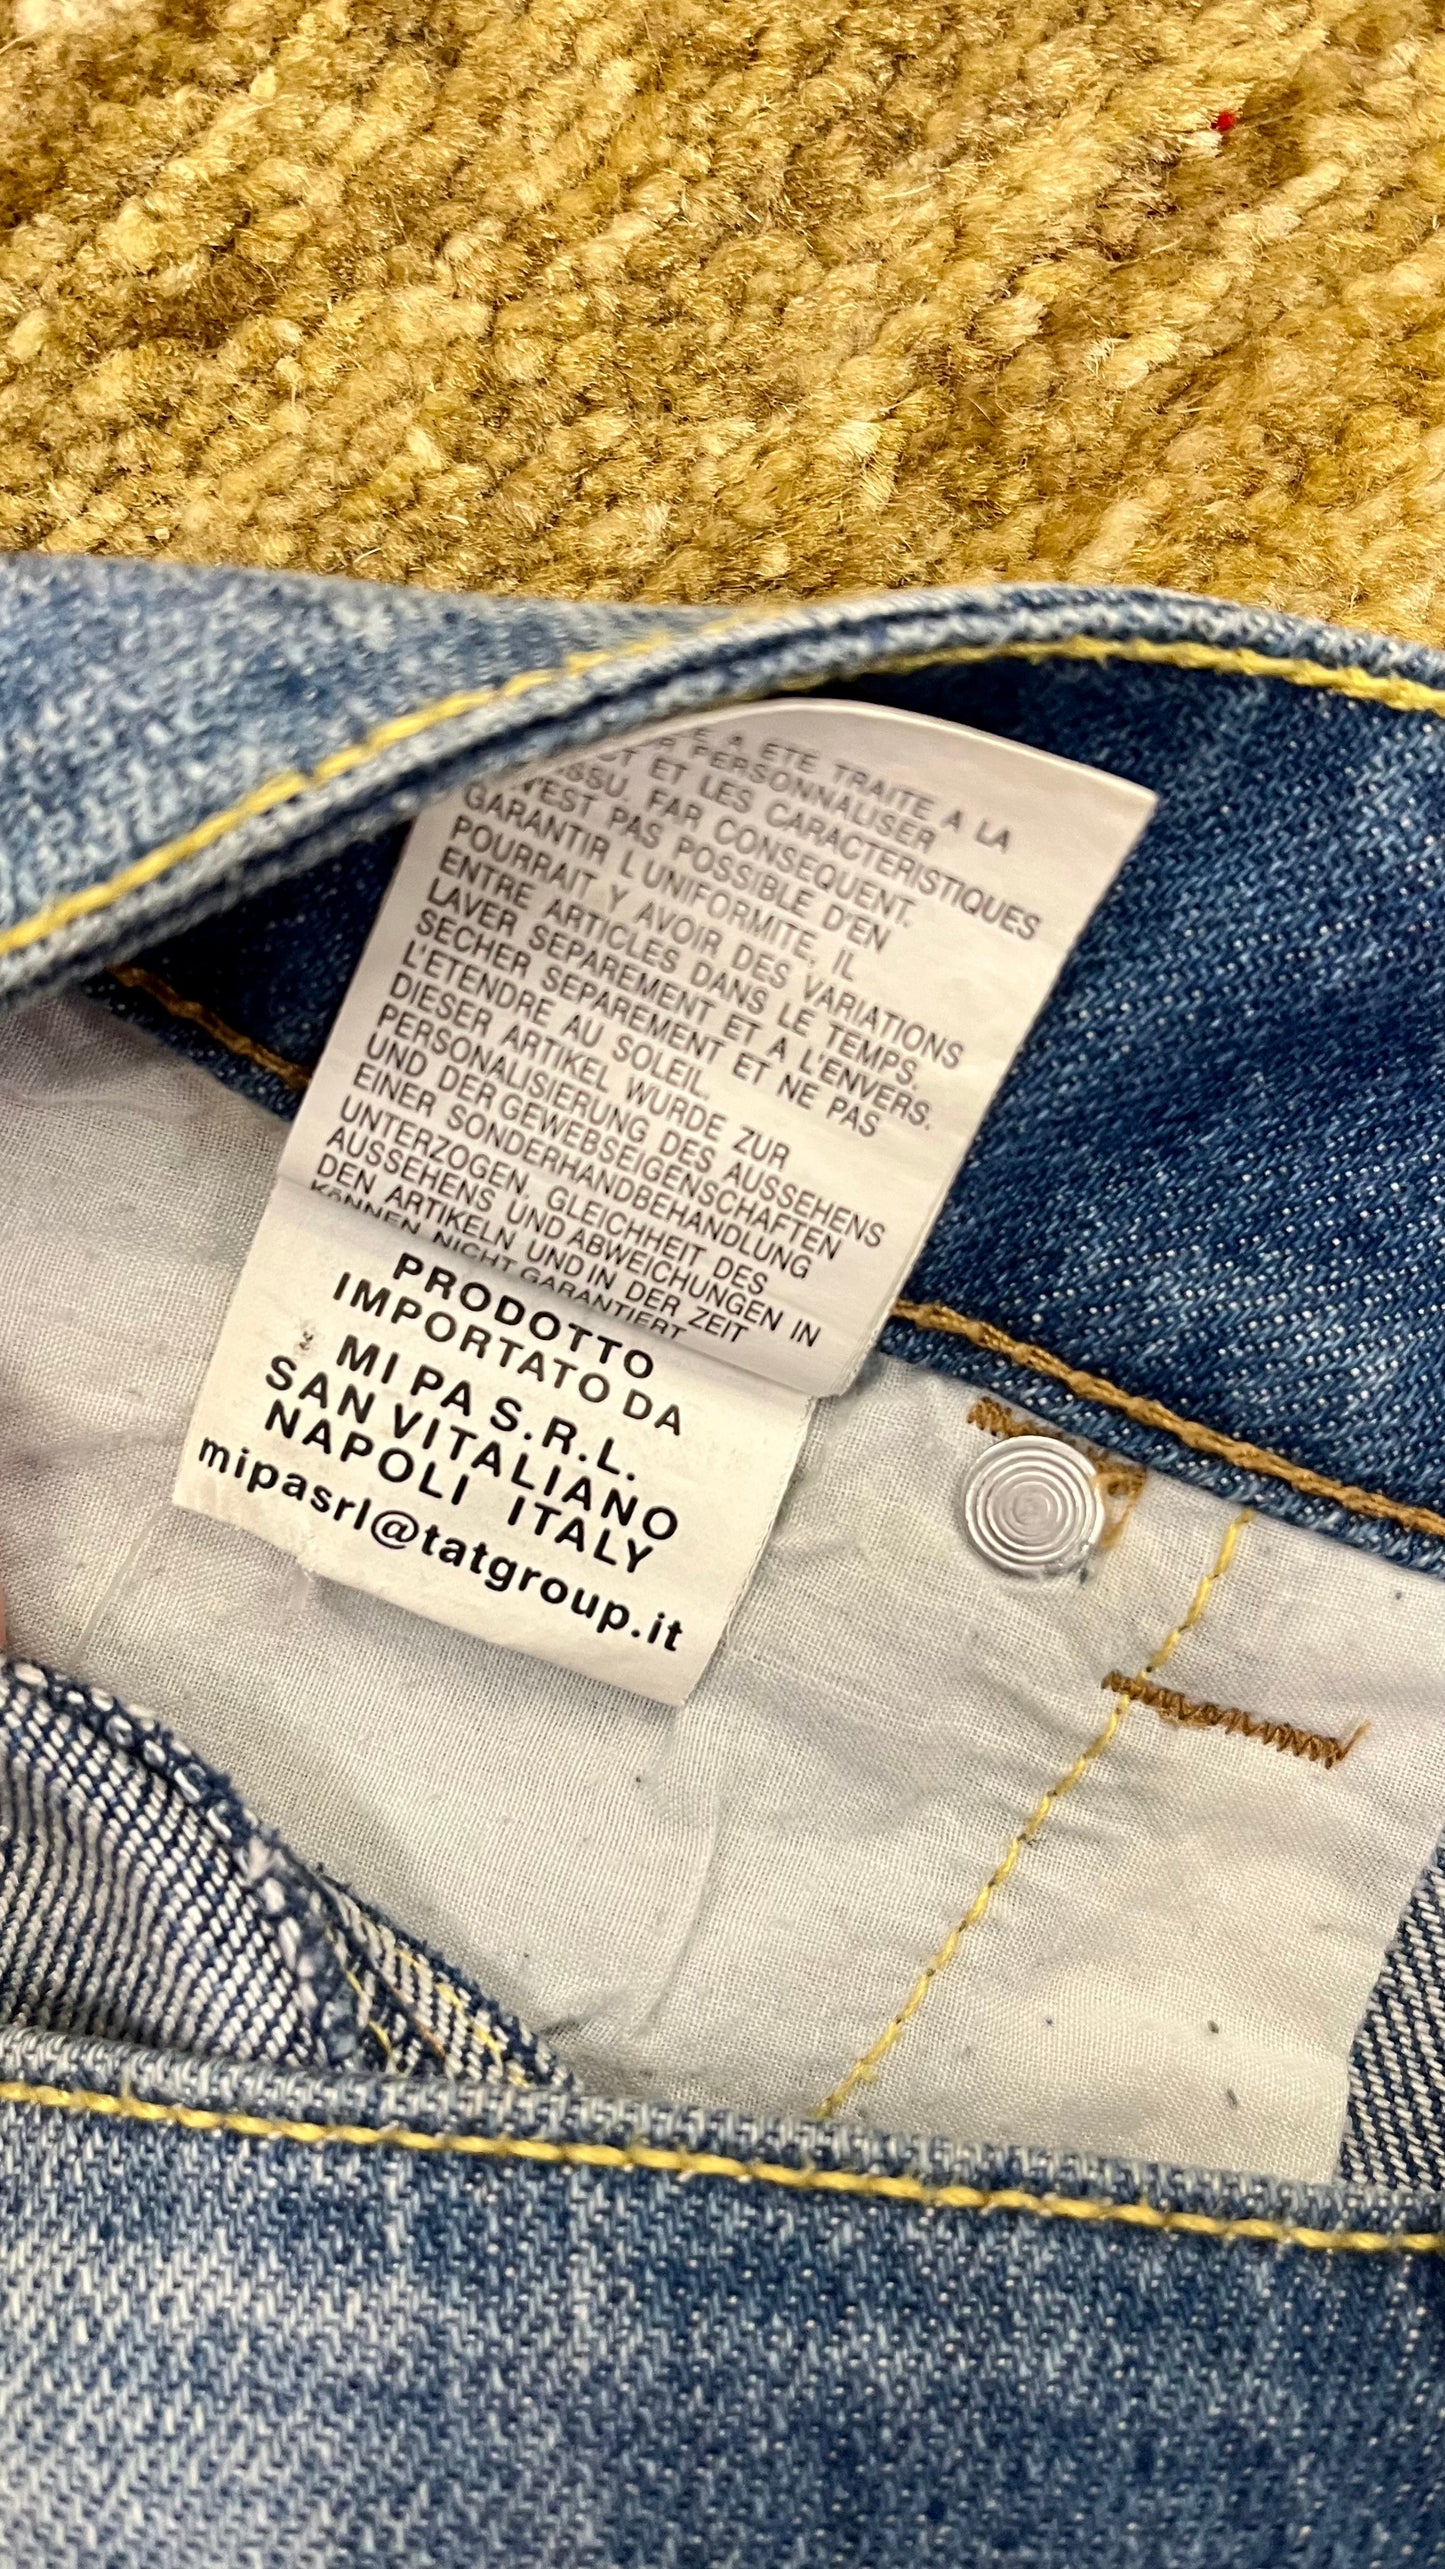 A ETE TRAITE A LA
PERSONNALISER
ET LES CARACTERISTIQUES
FAR CONSEQUENT.
N'EST PAS POSSIBLE D'EN
GARANTIR L'UNIFORMITE, IL
POURRAIT Y AVOIR DES VARIATIONS
ENTRE ARTICLES DANS LE TEMPS.
LAVER SEPAREMENT ET A L'ENVERS.
SECHER SEPAREMENT ET NE PAS
L'ETENDRE AU SOLEIL.
DIESER ARTIKEL WURDE ZUR
PERSONALISIERUNG DES AUSSEHENS
UND DER GEWEBSEIGENSCHAFTEN
EINER SONDERHANDBEHANDLUNG
UNTERZOGEN, GLEICHHEIT DES
AUSSEHENS UND ABWEICHUNGEN IN
DEN ARTIKELN UND IN DER ZEIT
KöNNEN NICHT GARANTIERT
PRODOTTO
IMPORTATO DA
MI PA S.R.L.
SAN VITALIANO
NAPOLI ITALY
mipasrl@tatgroup.it